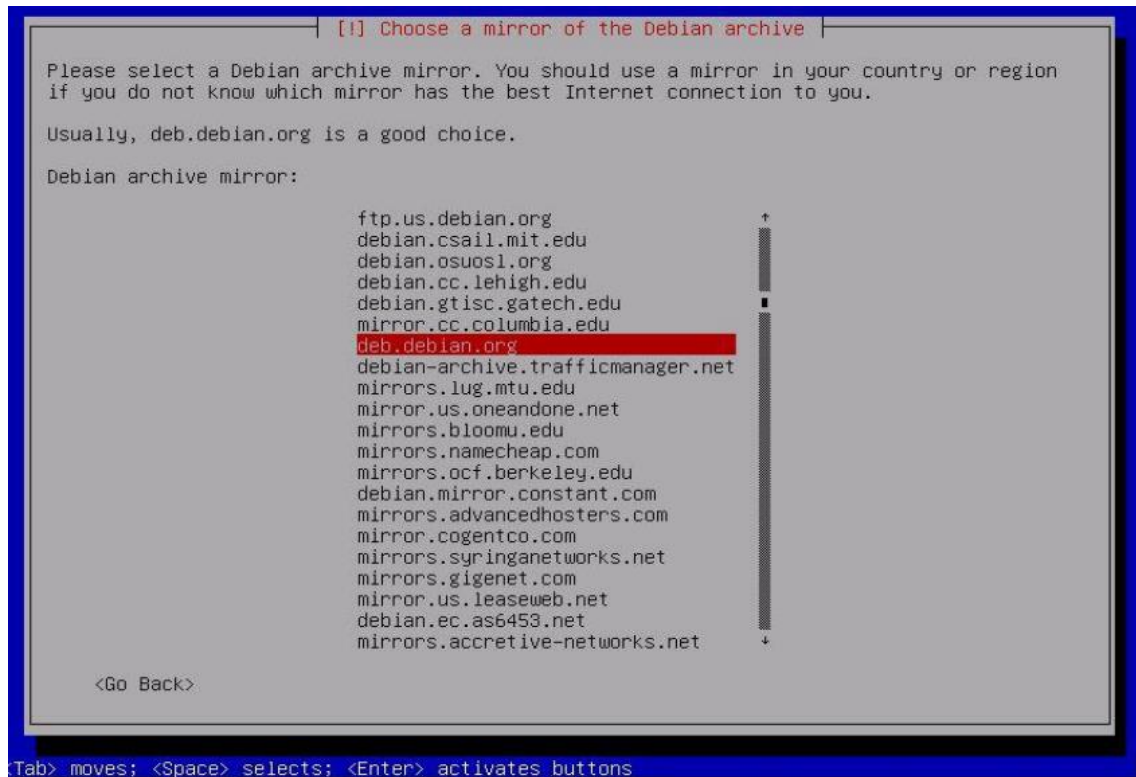 [!] Choose a mirror of the Debian archive
Please select a Debian archive mirror. You should use a mirror in your country or region
if you do not know which mirror has the best Internet connection to you.
Usually, deb.debian.org is a good choice.
Debian archive mirror:
ftp.us.debian.org
debian.csail.mit.edu
debian.osuosl.org
debian.cc.lehigh.edu
debian.gtisc.gatech.edu
mirror.cc.columbia.edu
deb.debian.org
debian-archive.trafficmanager.net
mirrors.lug.mtu.edu
mirror.us.oneandone.net
mirrors.bloomu.edu
mirrors.namecheap.com
mirrors.ocf.berkeley.edu
debian.mirror.constant.com
mirrors.advancedhosters.com
mirror.cogentco.com
mirrors.syringanetworks.net
mirrors.gigenet.com
mirror.us.leaseweb.net
debian.ec.as6453.net
mirrors.accretive-networks.net
<Go Back>
<Tab> moves; <Space> selects; <Enter> activates buttons